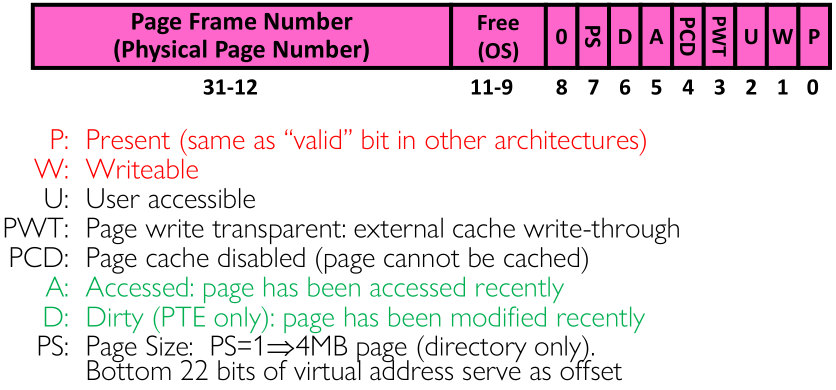 Page Frame Number Free
(Physical Page Number) (OS) 0 PS D A PCD PWT U W P
31-12 11-9 8 7 6 5 4 3 2 1 0
P: Present (same as “valid” bit in other architectures)
W: Writeable
U: User accessible
PWT: Page write transparent: external cache write-through
PCD: Page cache disabled (page cannot be cached)
A: Accessed: page has been accessed recently
D: Dirty (PTE only): page has been modified recently
PS: Page Size: PS=1⇒4MB page (directory only).
Bottom 22 bits of virtual address serve as offset